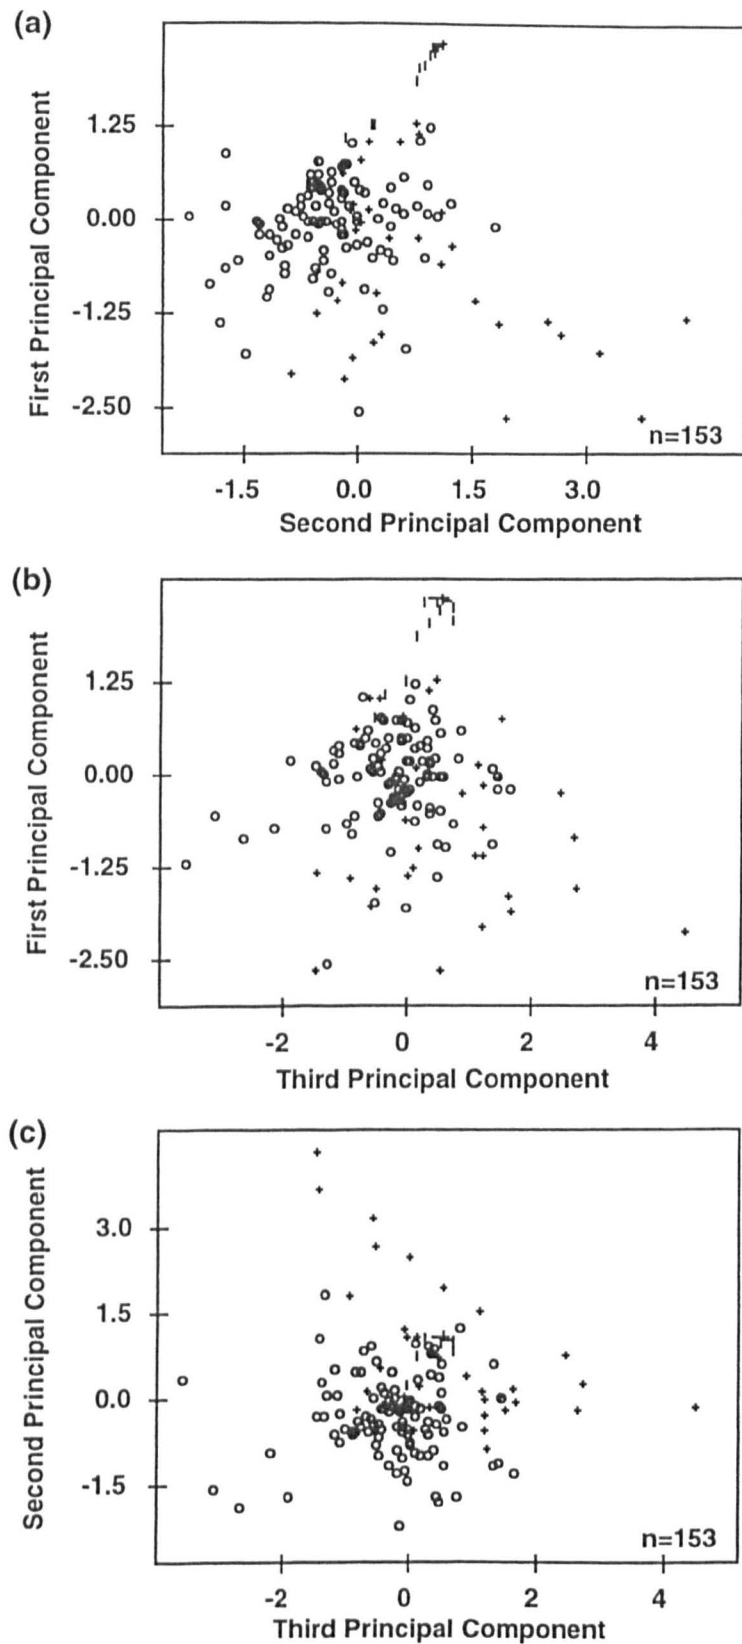 (a)
First Principal Component
1.25
0.00
-1.25
-2.50
n=153
-1.5 0.0 1.5 3.0
Second Principal Component
(b)
First Principal Component
1.25
0.00
-1.25
-2.50
n=153
-2 0 2 4
Third Principal Component
(c)
Second Principal Component
3.0
1.5
0.0
-1.5
n=153
-2 0 2 4
Third Principal Component